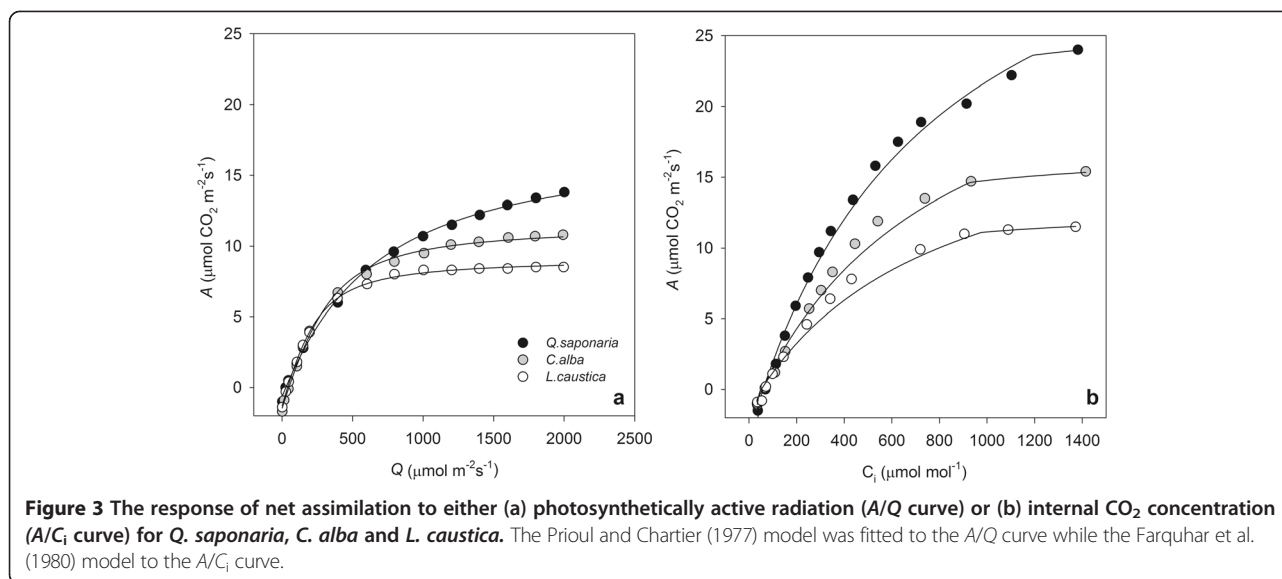 25
20
15
10
5
0
A (μmol CO₂ m⁻²s⁻¹)
Q.saponaria
C.alba
L.caustica
a
0 500 1000 1500 2000 2500
Q (μmol m⁻²s⁻¹)
25
20
15
10
5
0
A (μmol CO₂ m⁻²s⁻¹)
b
0 200 400 600 800 1000 1200 1400
Cᵢ (μmol mol⁻¹)
Figure 3 The response of net assimilation to either (a) photosynthetically active radiation (A/Q curve) or (b) internal CO₂ concentration
(A/Cᵢ curve) for Q. saponaria, C. alba and L. caustica. The Prioul and Chartier (1977) model was fitted to the A/Q curve while the Farquhar et al.
(1980) model to the A/Cᵢ curve.